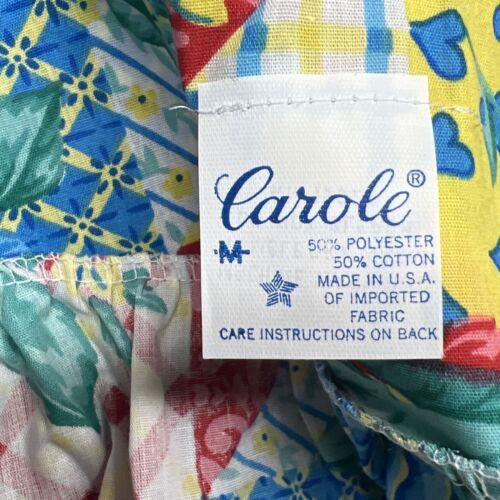 Carole®
M
50% POLYESTER
50% COTTON
MADE IN U.S.A.
OF IMPORTED
FABRIC
CARE INSTRUCTIONS ON BACK